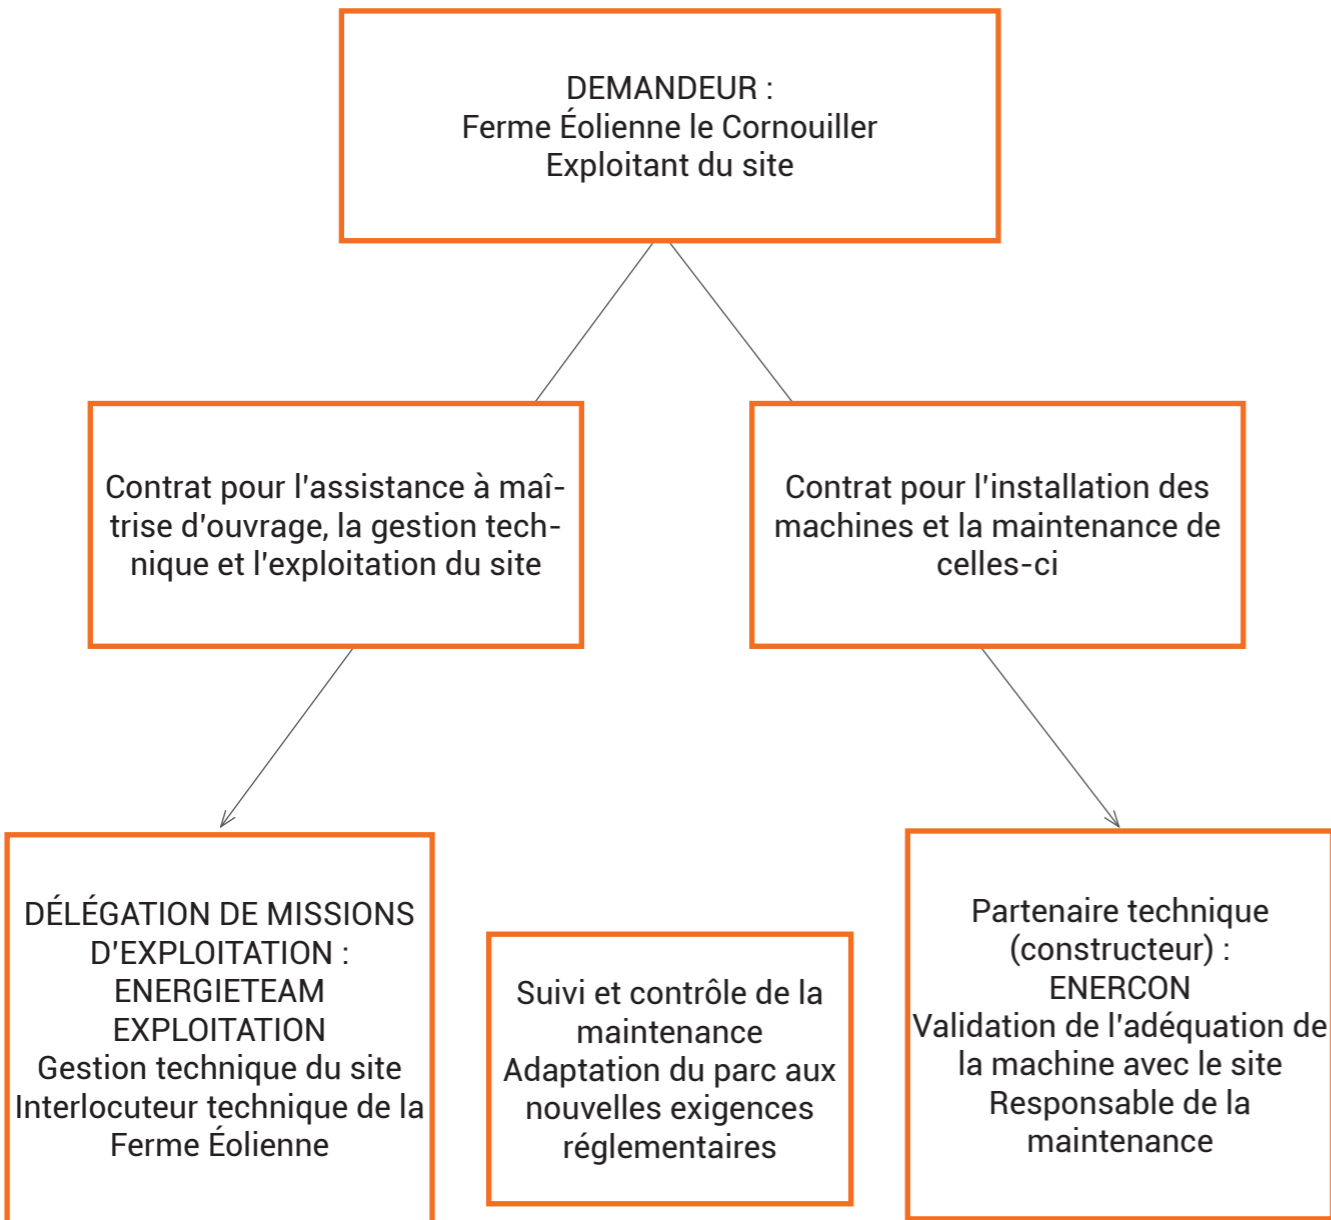 DEMANDEUR :
Ferme Éolienne le Cornouiller
Exploitant du site
Contrat pour l'assistance à maî-
trise d'ouvrage, la gestion tech-
nique et l'exploitation du site
Contrat pour l'installation des
machines et la maintenance de
celles-ci
DÉLÉGATION DE MISSIONS
D'EXPLOITATION :
ENERGIETEAM
EXPLOITATION
Gestion technique du site
Interlocuteur technique de la
Ferme Éolienne
Suivi et contrôle de la
maintenance
Adaptation du parc aux
nouvelles exigences
réglementaires
Partenaire technique
(constructeur) :
ENERCON
Validation de l'adéquation de
la machine avec le site
Responsable de la
maintenance